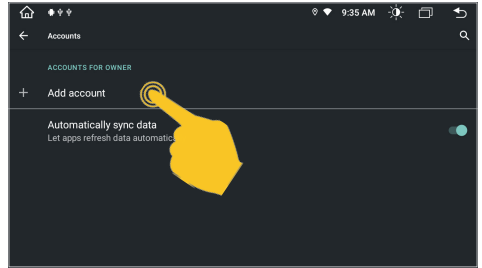 9:35 AM
Accounts
ACCOUNTS FOR OWNER
Add account
Automatically sync data
Let apps refresh data automatic